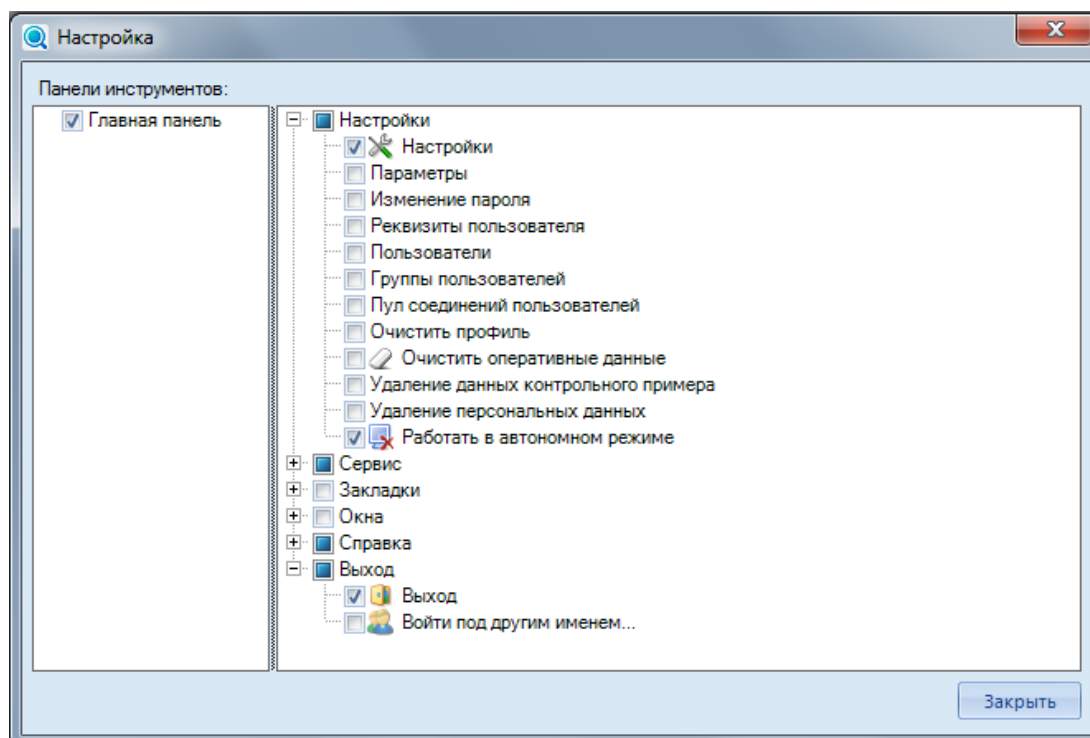 Настройка
Панели инструментов:
Главная панель
Настройки
Настройки
Параметры
Изменение пароля
Реквизиты пользователя
Пользователи
Группы пользователей
Пул соединений пользователей
Очистить профиль
Очистить оперативные данные
Удаление данных контрольного примера
Удаление персональных данных
Работать в автономном режиме
Сервис
Закладки
Окна
Справка
Выход
Выход
Войти под другим именем...
Закрыть